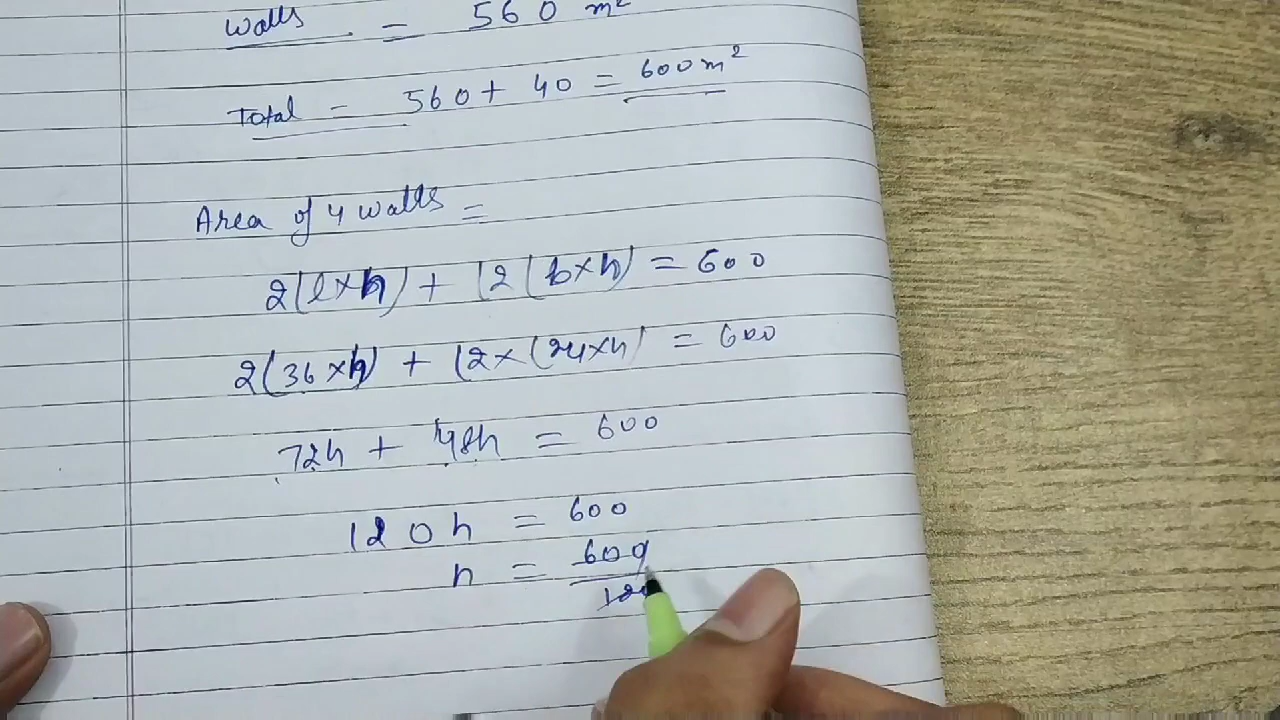 walls = 560 m²
Total = 560 + 40 = 600 m²
Area of 4 walls =
2(l×h) + (2(b×h) = 600
2(36×h) + (2×(24×h) = 600
72h + 48h = 600
120h = 600
h = 600/120